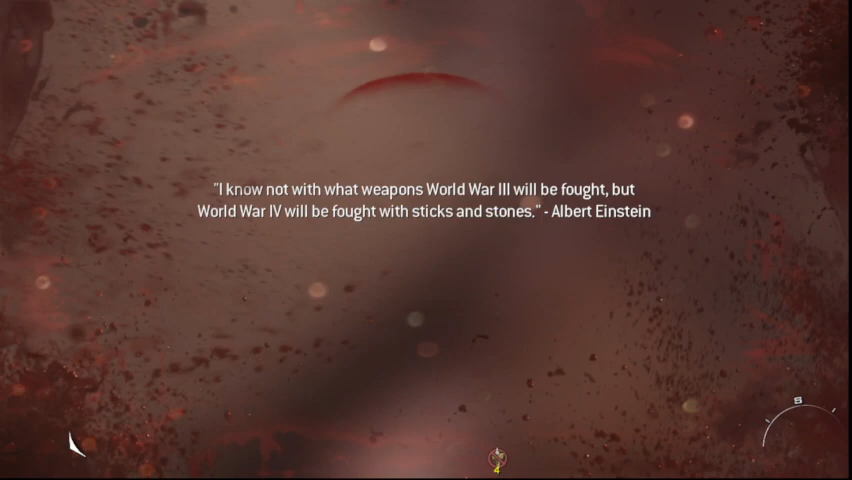 "I know not with what weapons World War III will be fought, but
World War IV will be fought with sticks and stones." - Albert Einstein
S
4